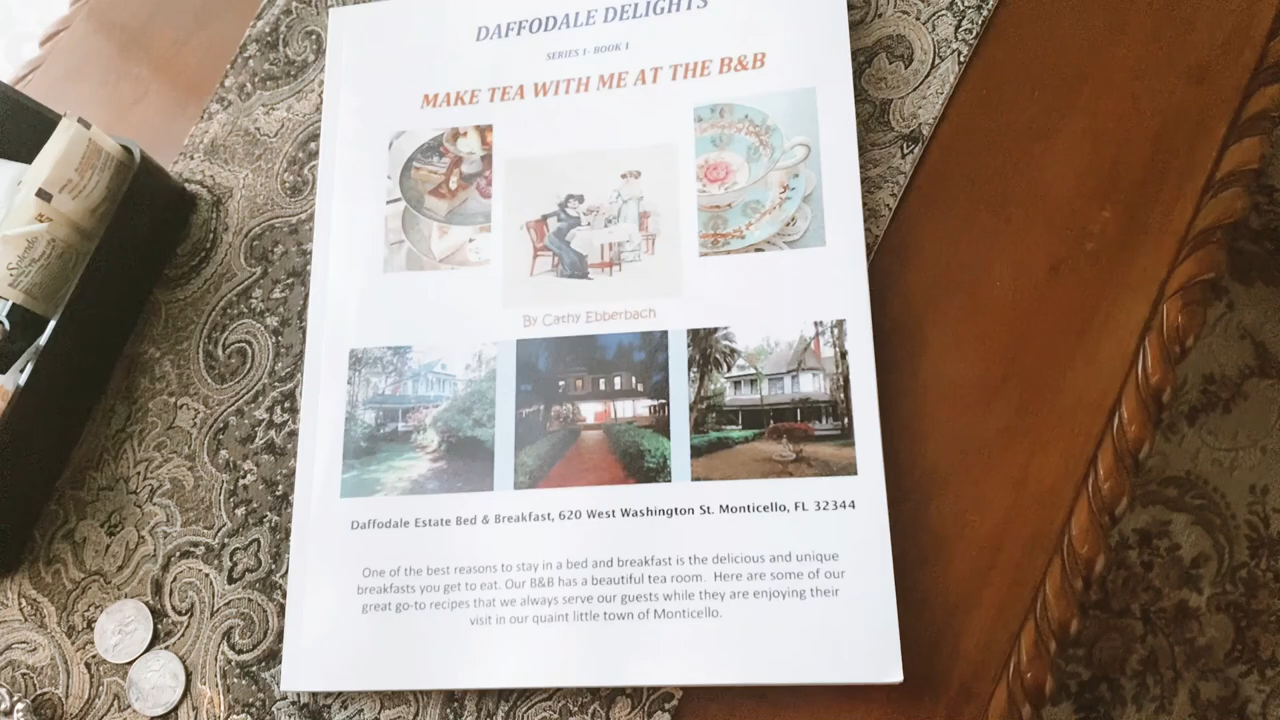 DAFFODALE DELIGHTS
SERIES 1- BOOK 1
MAKE TEA WITH ME AT THE B&B
By Cathy Ebberbach
Daffodale Estate Bed & Breakfast, 620 West Washington St. Monticello, FL 32344
One of the best reasons to stay in a bed and breakfast is the delicious and unique
breakfasts you get to eat. Our B&B has a beautiful tea room. Here are some of our
great go-to recipes that we always serve our guests while they are enjoying their
visit in our quaint little town of Monticello.